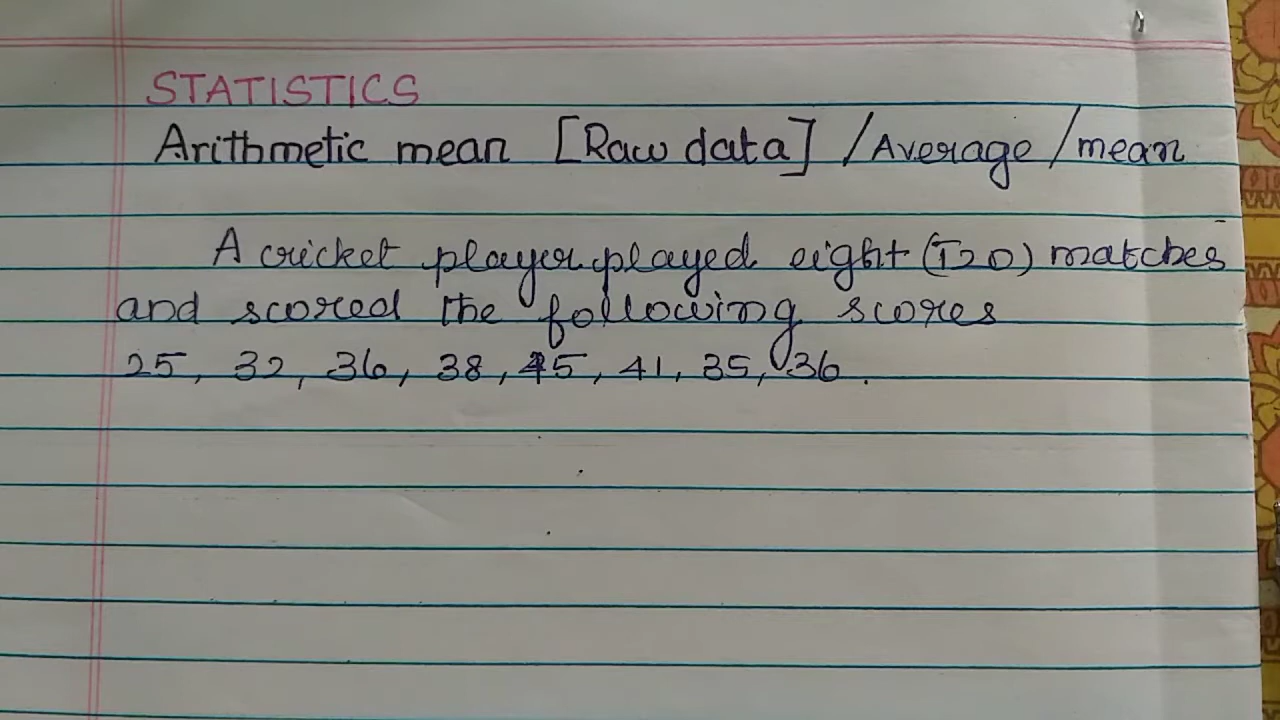 STATISTICS
Arithmetic mean [Raw data] / Average / mean
A cricket player played eight (T20) matches
and scored the following scores
25, 32, 36, 38, 45, 41, 35, 36.